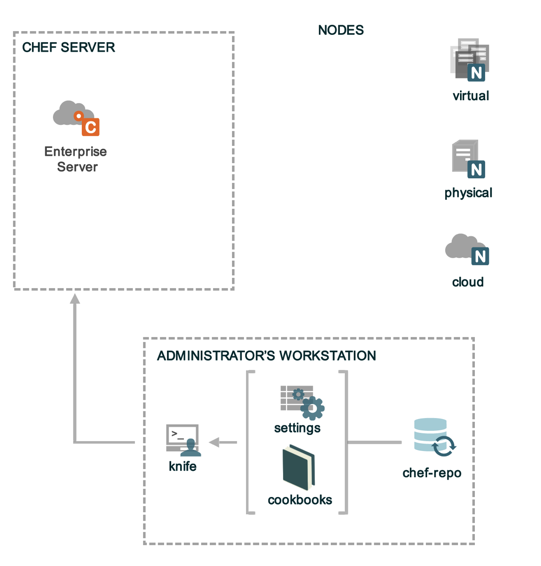 NODES
CHEF SERVER
virtual
C
N
Enterprise
Server
N
physical
N
cloud
ADMINISTRATOR'S WORKSTATION
>_
settings
knife
chef-repo
cookbooks